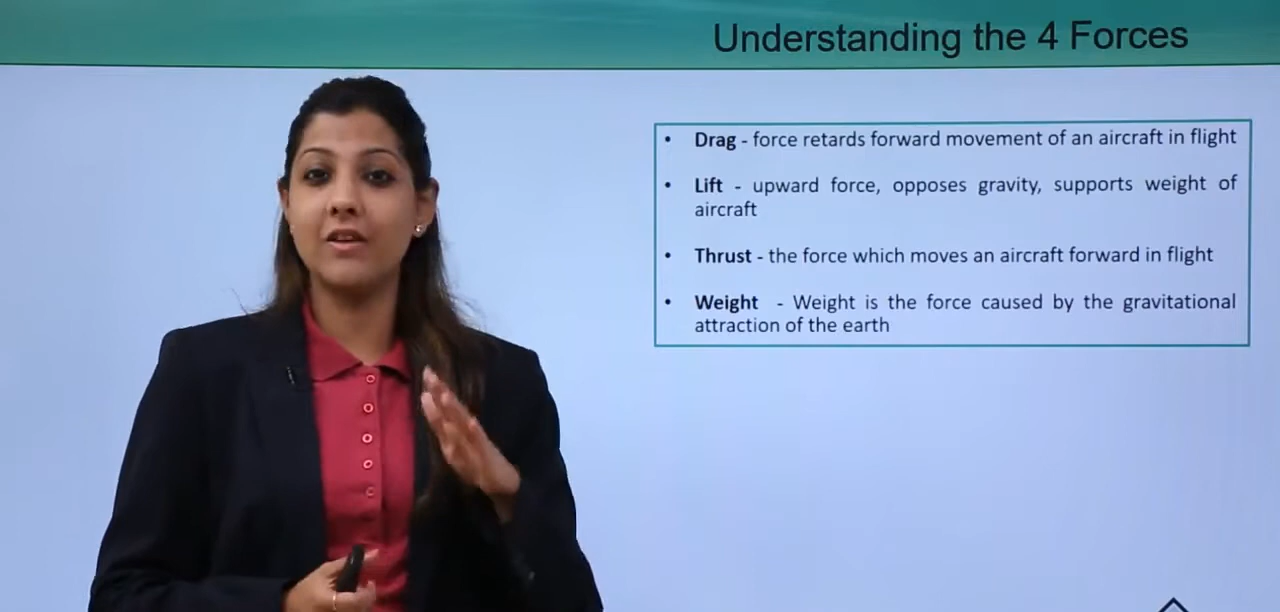 Understanding the 4 Forces
• Drag - force retards forward movement of an aircraft in flight
• Lift - upward force, opposes gravity, supports weight of
aircraft
• Thrust - the force which moves an aircraft forward in flight
• Weight - Weight is the force caused by the gravitational
attraction of the earth